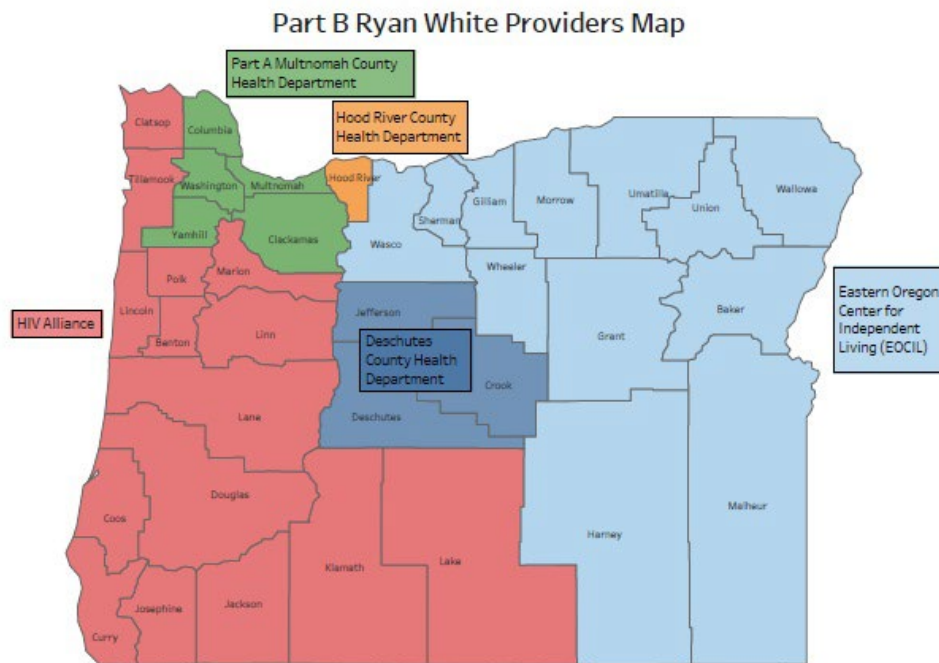 Part B Ryan White Providers Map
Part A Multnomah County
Health Department
Hood River County
Health Department
Clatsop
Columbia
Tillamook
Washington
Multnomah
Hood River
Yamhill
Clackamas
Wasco
Sherman
Gilliam
Morrow
Umatilla
Union
Wallowa
Polk
Marion
Wheeler
Lincoln
Benton
Linn
Jefferson
Grant
Baker
HIV Alliance
Deschutes
County Health
Department
Eastern Oregon
Center for
Independent
Living (EOCIL)
Crook
Lane
Deschutes
Coos
Douglas
Harney
Malheur
Klamath
Lake
Curry
Josephine
Jackson